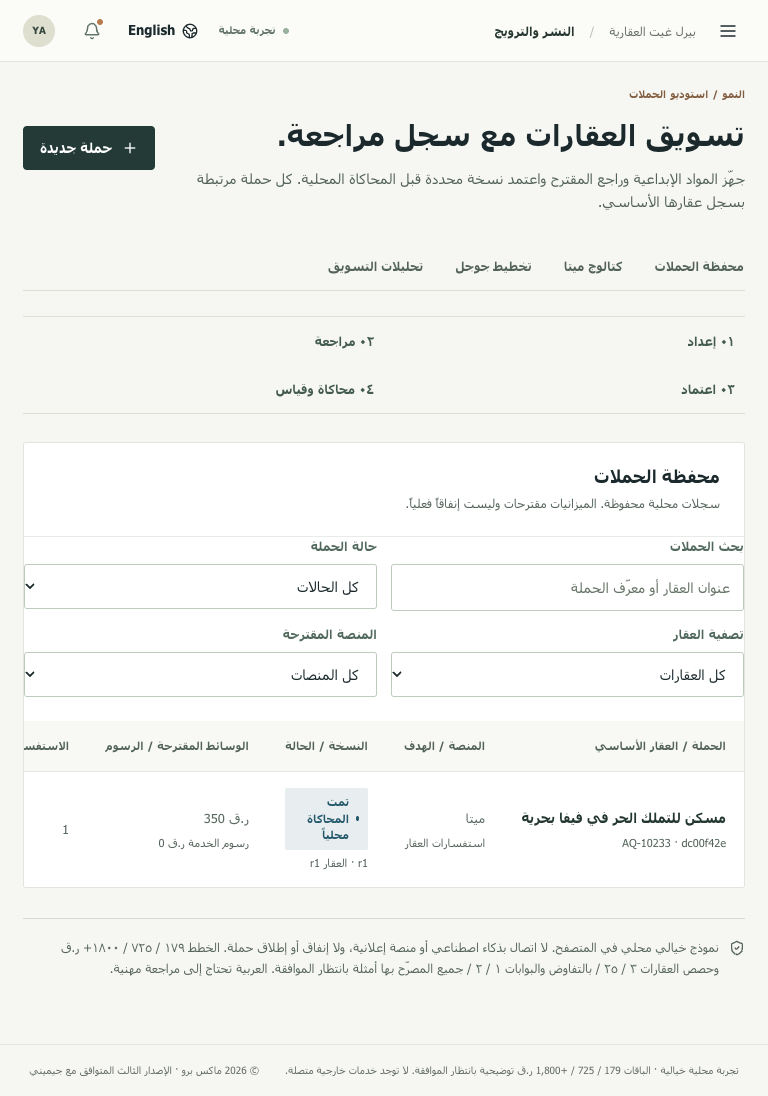 بيرل غيت العقارية / النشر والترويج
تجربة محلية
English
YA
النمو / استوديو الحملات
تسويق العقارات مع سجل مراجعة.
جهّز المواد الإبداعية وراجع المقترح واعتمد نسخة محددة قبل المحاكاة المحلية. كل حملة مرتبطة
بسجل عقارها الأساسي.
+ حملة جديدة
محفظة الحملات
كتالوج ميتا
تخطيط جوجل
تحليلات التسويق
٠١ إعداد
٠٢ مراجعة
٠٣ اعتماد
٠٤ محاكاة وقياس
محفظة الحملات
سجلات محلية محفوظة. الميزانيات مقترحات وليست إنفاقاً فعلياً.
بحث الحملات
حالة الحملة
عنوان العقار أو معرّف الحملة
كل الحالات
تصفية العقار
المنصة المقترحة
كل العقارات
كل المنصات
الحملة / العقار الأساسي
المنصة / الهدف
النسخة / الحالة
الوسائط المقترحة / الرسوم
مسكن للتملك الحر في فيفا بحرية
AQ-10233 · dc00f42e
ميتا
استفسارات العقار
تمت
المحاكاة
محلياً
r1 · العقار r1
ر.ق 350
رسوم الخدمة ر.ق 0
1
نموذج خيالي محلي في المتصفح. لا اتصال بذكاء اصطناعي أو منصة إعلانية، ولا إنفاق أو إطلاق حملة. الخطط ١٧٩ / ٧٢٥ / ١٨٠٠+ ر.ق
وحصص العقارات ٣ / ٢٥ / بالتفاوض والبوابات ١ / ٢ / جميع المصرّح بها أمثلة بانتظار الموافقة. العربية تحتاج إلى مراجعة مهنية.
تجربة محلية خيالية · الباقات 179 / 725 / +1,800 ر.ق توضيحية بانتظار الموافقة. لا توجد خدمات خارجية متصلة.
© 2026 ماكس برو · الإصدار الثالث المتوافق مع جيميني